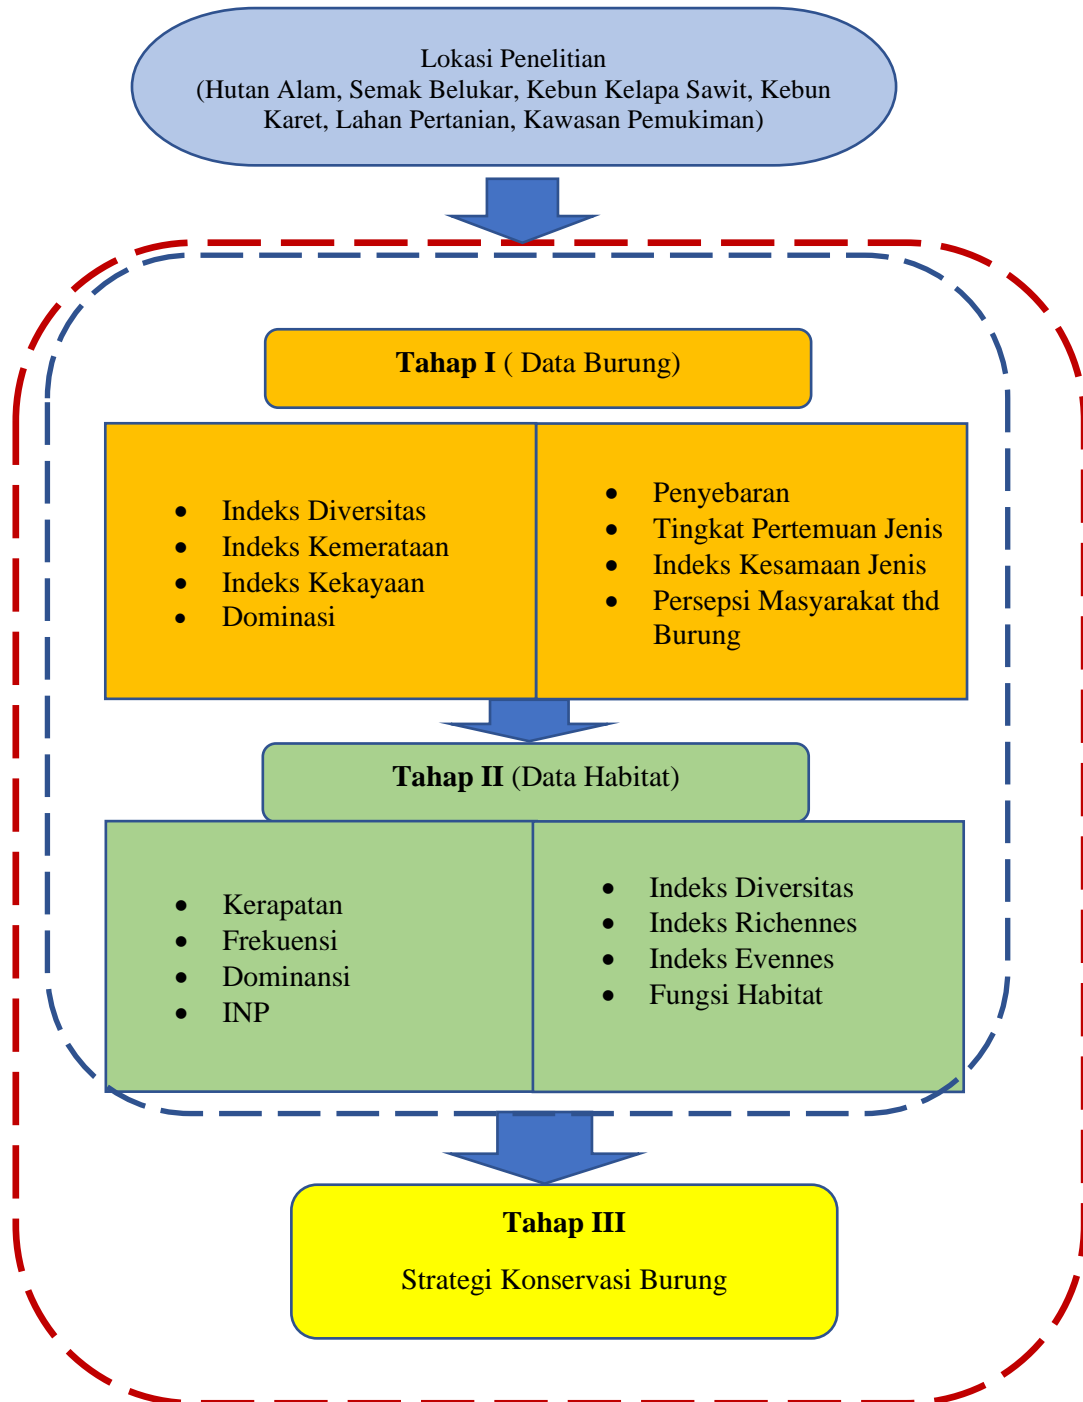 Lokasi Penelitian
(Hutan Alam, Semak Belukar, Kebun Kelapa Sawit, Kebun
Karet, Lahan Pertanian, Kawasan Pemukiman)
Tahap I ( Data Burung)
• Indeks Diversitas
• Indeks Kemerataan
• Indeks Kekayaan
• Dominasi
• Penyebaran
• Tingkat Pertemuan Jenis
• Indeks Kesamaan Jenis
• Persepsi Masyarakat thd
Burung
Tahap II (Data Habitat)
• Kerapatan
• Frekuensi
• Dominansi
• INP
• Indeks Diversitas
• Indeks Richennes
• Indeks Evennes
• Fungsi Habitat
Tahap III
Strategi Konservasi Burung